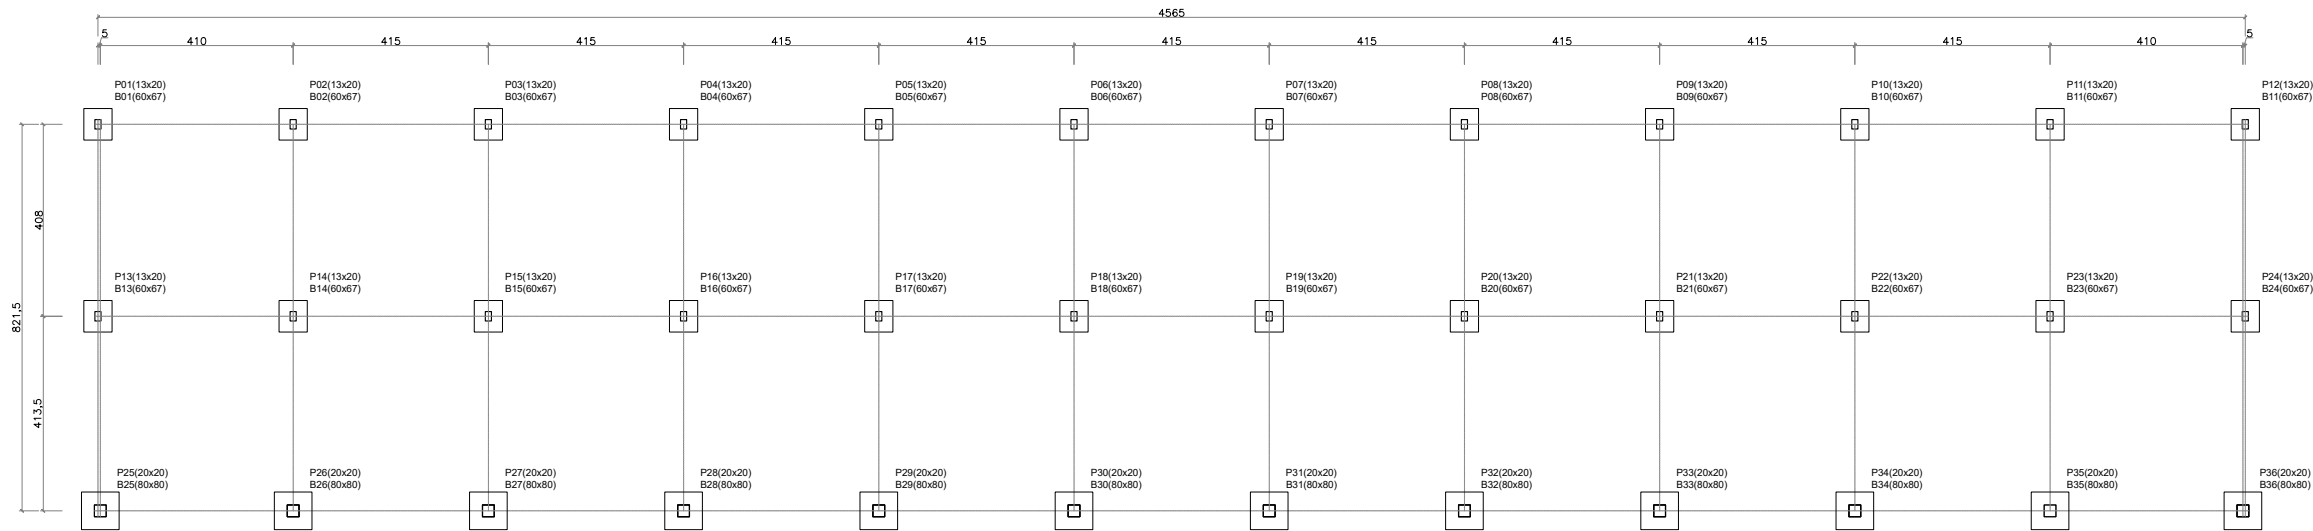 4565
5
410
415
415
415
415
415
415
415
415
415
410
5
P01(13x20)
B01(60x67)
P02(13x20)
B02(60x67)
P03(13x20)
B03(60x67)
P04(13x20)
B04(60x67)
P05(13x20)
B05(60x67)
P06(13x20)
B06(60x67)
P07(13x20)
B07(60x67)
P08(13x20)
P08(60x67)
P09(13x20)
B09(60x67)
P10(13x20)
B10(60x67)
P11(13x20)
B11(60x67)
P12(13x20)
B11(60x67)
408
821,5
P13(13x20)
B13(60x67)
P14(13x20)
B14(60x67)
P15(13x20)
B15(60x67)
P16(13x20)
B16(60x67)
P17(13x20)
B17(60x67)
P18(13x20)
B18(60x67)
P19(13x20)
B19(60x67)
P20(13x20)
B20(60x67)
P21(13x20)
B21(60x67)
P22(13x20)
B22(60x67)
P23(13x20)
B23(60x67)
P24(13x20)
B24(60x67)
413,5
P25(20x20)
B25(80x80)
P26(20x20)
B26(80x80)
P27(20x20)
B27(80x80)
P28(20x20)
B28(80x80)
P29(20x20)
B29(80x80)
P30(20x20)
B30(80x80)
P31(20x20)
B31(80x80)
P32(20x20)
B32(80x80)
P33(20x20)
B33(80x80)
P34(20x20)
B34(80x80)
P35(20x20)
B35(80x80)
P36(20x20)
B36(80x80)